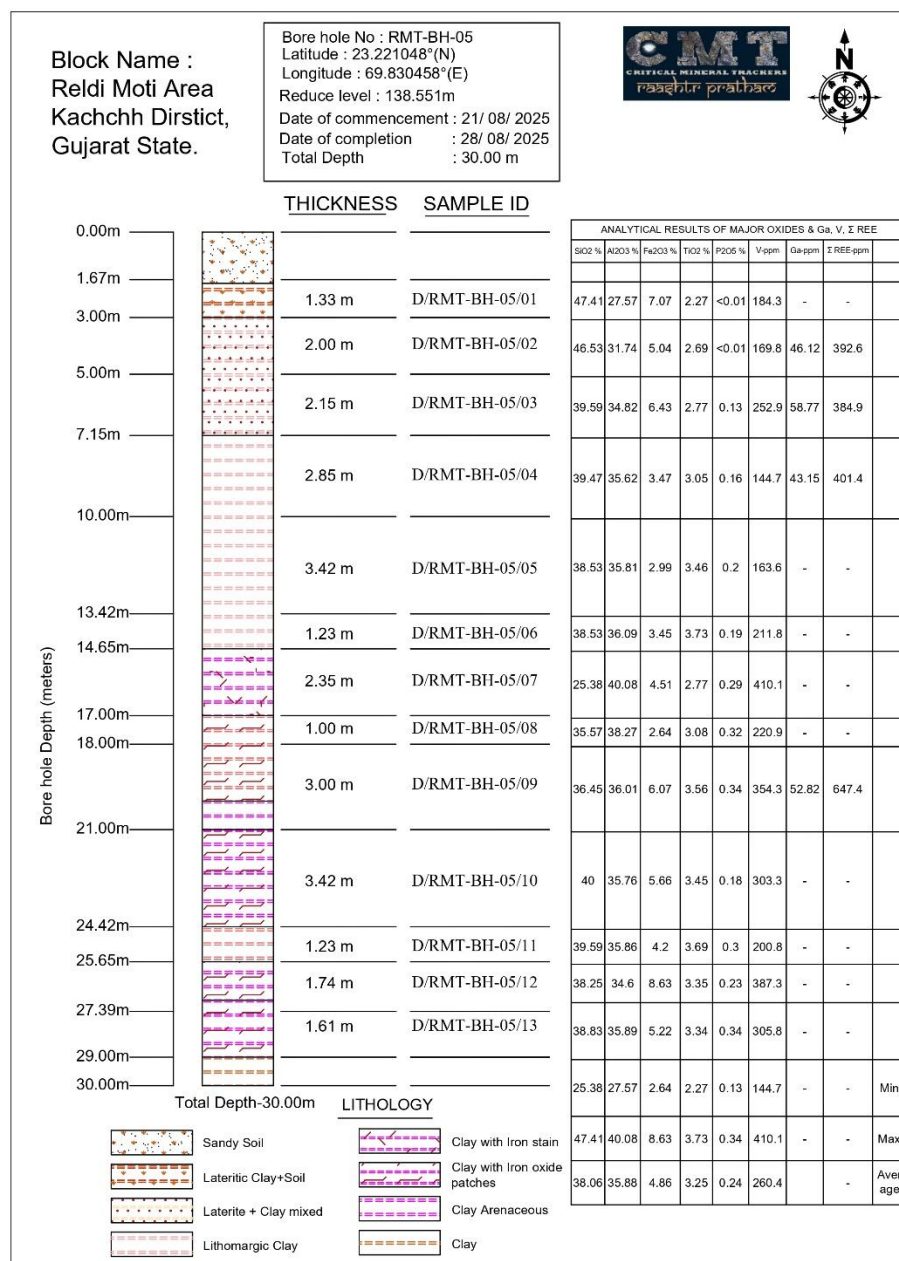 Block Name :
Reldi Moti Area
Kachchh Dirstict,
Gujarat State.
Bore hole No : RMT-BH-05
Latitude : 23.221048°(N)
Longitude : 69.830458°(E)
Reduce level : 138.551m
Date of commencement : 21/ 08/ 2025
Date of completion : 28/ 08/ 2025
Total Depth : 30.00 m
CMT
CRITICAL MINERAL TRACKERS
raashtr pratham
N
THICKNESS SAMPLE ID
ANALYTICAL RESULTS OF MAJOR OXIDES & Ga, V, Σ REE
SiO2 % Al2O3 % Fe2O3 % TiO2 % P2O5 % V-ppm Ga-ppm Σ REE-ppm
0.00m
1.67m
1.33 m D/RMT-BH-05/01 47.41 27.57 7.07 2.27 <0.01 184.3 - -
3.00m
2.00 m D/RMT-BH-05/02 46.53 31.74 5.04 2.69 <0.01 169.8 46.12 392.6
5.00m
2.15 m D/RMT-BH-05/03 39.59 34.82 6.43 2.77 0.13 252.9 58.77 384.9
7.15m
2.85 m D/RMT-BH-05/04 39.47 35.62 3.47 3.05 0.16 144.7 43.15 401.4
10.00m
3.42 m D/RMT-BH-05/05 38.53 35.81 2.99 3.46 0.2 163.6 - -
13.42m
1.23 m D/RMT-BH-05/06 38.53 36.09 3.45 3.73 0.19 211.8 - -
14.65m
2.35 m D/RMT-BH-05/07 25.38 40.08 4.51 2.77 0.29 410.1 - -
17.00m
1.00 m D/RMT-BH-05/08 35.57 38.27 2.64 3.08 0.32 220.9 - -
18.00m
3.00 m D/RMT-BH-05/09 36.45 36.01 6.07 3.56 0.34 354.3 52.82 647.4
21.00m
3.42 m D/RMT-BH-05/10 40 35.76 5.66 3.45 0.18 303.3 - -
24.42m
1.23 m D/RMT-BH-05/11 39.59 35.86 4.2 3.69 0.3 200.8 - -
25.65m
1.74 m D/RMT-BH-05/12 38.25 34.6 8.63 3.35 0.23 387.3 - -
27.39m
1.61 m D/RMT-BH-05/13 38.83 35.89 5.22 3.34 0.34 305.8 - -
29.00m
30.00m
25.38 27.57 2.64 2.27 0.13 144.7 - - Min
47.41 40.08 8.63 3.73 0.34 410.1 - - Max
38.06 35.88 4.86 3.25 0.24 260.4 - Aver
age
Bore hole Depth (meters)
Total Depth-30.00m
LITHOLOGY
Sandy Soil
Lateritic Clay+Soil
Laterite + Clay mixed
Lithomargic Clay
Clay with Iron stain
Clay with Iron oxide
patches
Clay Arenaceous
Clay